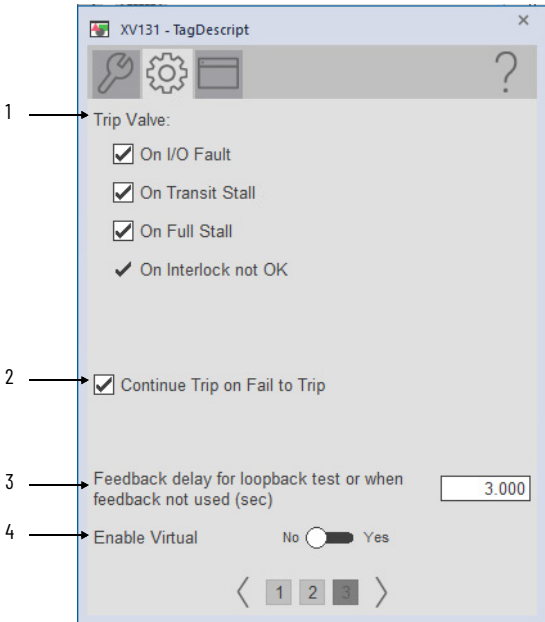 XV131 - TagDescript
×
?
1
Trip Valve:
On I/O Fault
On Transit Stall
On Full Stall
On Interlock not OK
2
Continue Trip on Fail to Trip
3
Feedback delay for loopback test or when
feedback not used (sec)
3.000
4
Enable Virtual No Yes
1 2 3